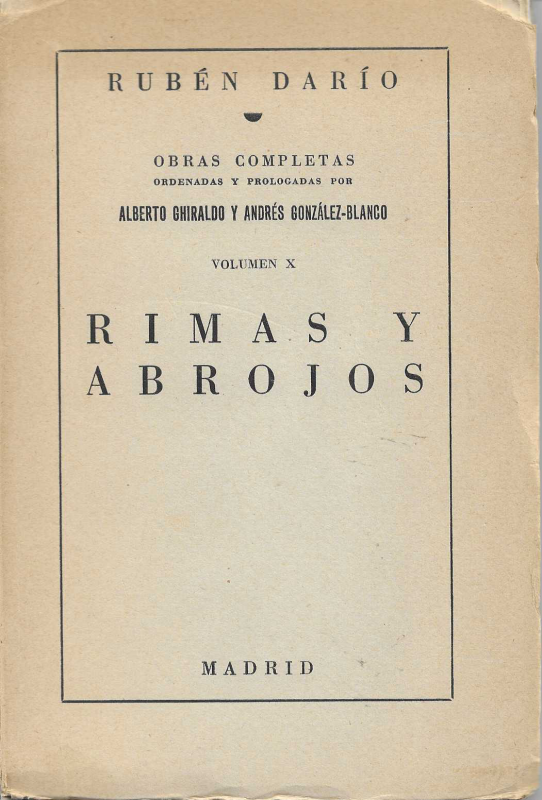 RUBÉN DARÍO
OBRAS COMPLETAS
ORDENADAS Y PROLOGADAS POR
ALBERTO GHIRALDO Y ANDRÉS GONZÁLEZ-BLANCO
VOLUMEN X
RIMAS Y
ABROJOS
MADRID